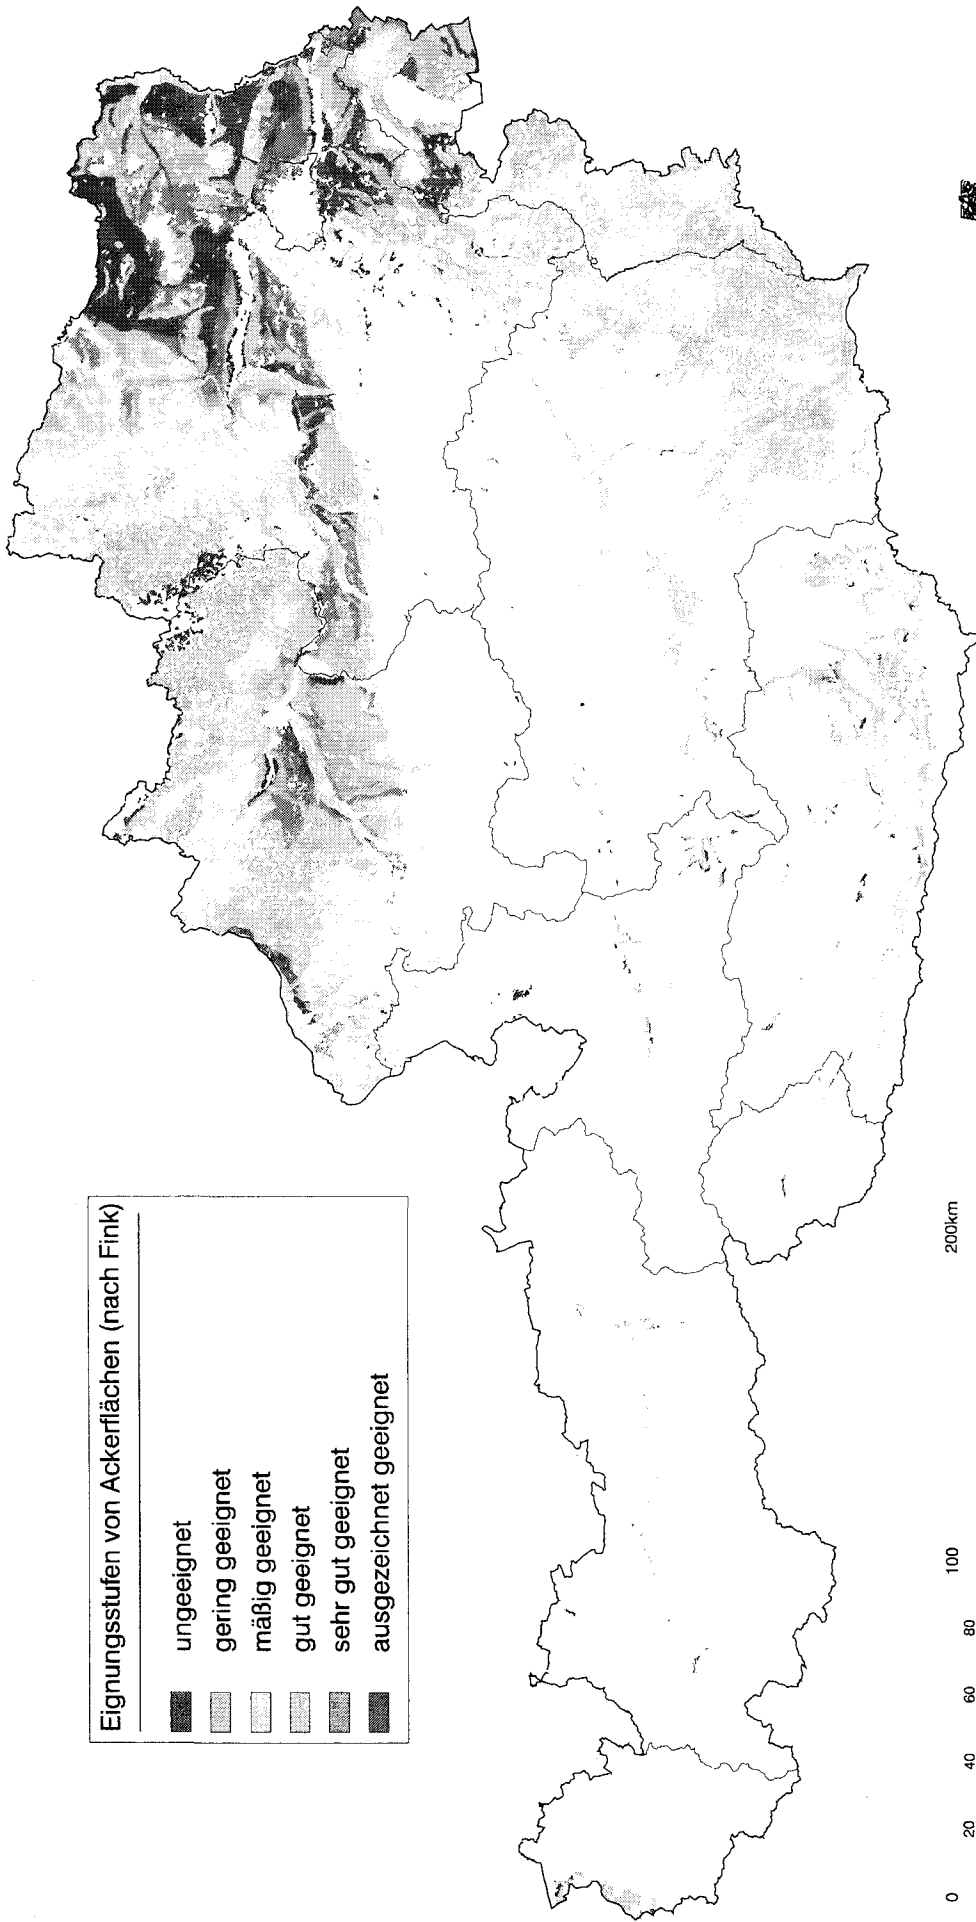 Eignungsstufen von Ackerflächen (nach Fink)
ungeeignet
gering geeignet
mäßig geeignet
gut geeignet
sehr gut geeignet
ausgezeichnet geeignet
0 20 40 60 80 100 200km